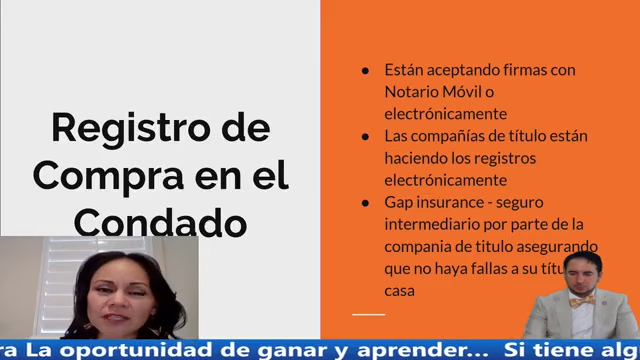 Registro de
Compra en el
Condado
● Están aceptando firmas con
Notario Móvil o
electrónicamente
● Las compañías de título están
haciendo los registros
electrónicamente
● Gap insurance - seguro
intermediario por parte de la
compania de titulo asegurando
que no haya fallas a su
casa
La oportunidad de ganar y aprender... Si tiene